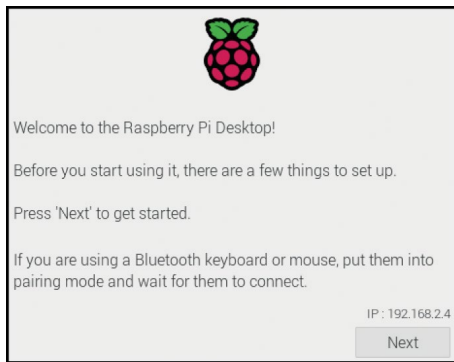 Welcome to the Raspberry Pi Desktop!
Before you start using it, there are a few things to set up.
Press 'Next' to get started.
If you are using a Bluetooth keyboard or mouse, put them into
pairing mode and wait for them to connect.
IP : 192.168.2.4
Next